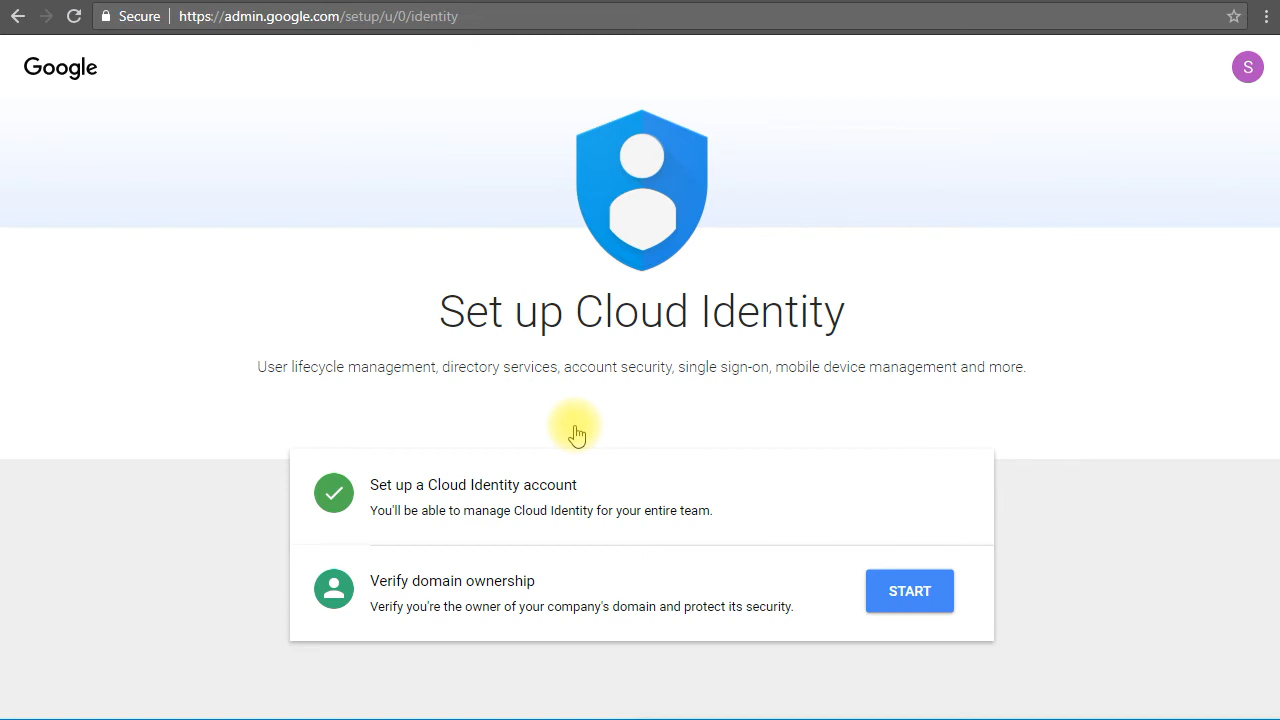 Secure
https://admin.google.com/setup/u/0/identity
Google
S
Set up Cloud Identity
User lifecycle management, directory services, account security, single sign-on, mobile device management and more.
Set up a Cloud Identity account
You'll be able to manage Cloud Identity for your entire team.
Verify domain ownership
Verify you're the owner of your company's domain and protect its security.
START